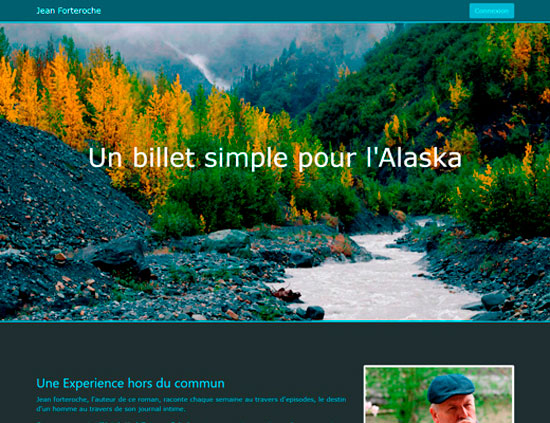 Jean Forteroche
Connexion
Un billet simple pour l'Alaska
Une Experience hors du commun
Jean forteroche, l'auteur de ce roman, raconte chaque semaine au travers d'episodes, le destin
d'un homme au travers de son journal intime.